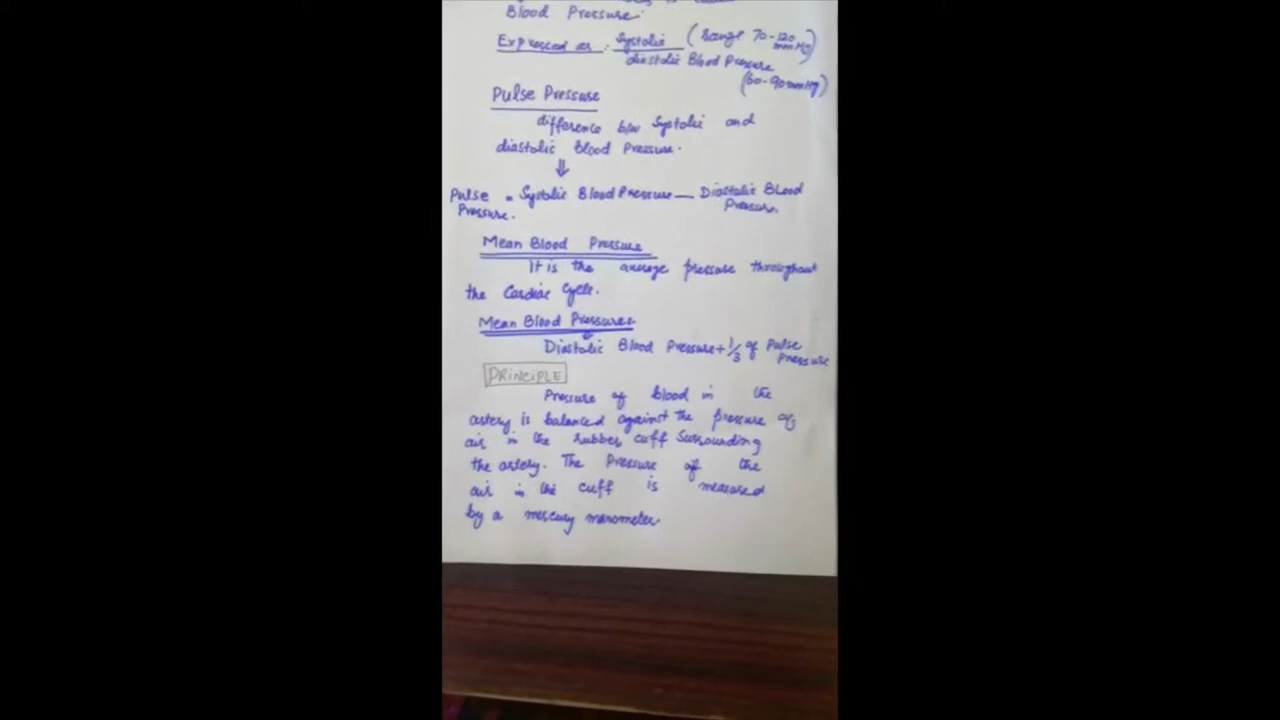 Blood Pressure.
Expressed as : Systolic (Range 70-120 mmHg)
diastolic Blood Pressure
(60-90 mmHg)
Pulse Pressure
difference b/w Systolic and
diastolic Blood Pressure.
⇓
Pulse = Systolic Blood Pressure — Diastolic Blood
Pressure. Pressure.
Mean Blood Pressure
It is the average pressure throughout
the Cardiac Cycle.
Mean Blood Pressure
Diastolic Blood Pressure + 1/3 of Pulse
Pressure
PRINCIPLE
Pressure of blood in the
artery is balanced against the pressure of
air in the rubber cuff surrounding
the artery. The Pressure of the
air in the cuff is measured
by a mercury manometer.